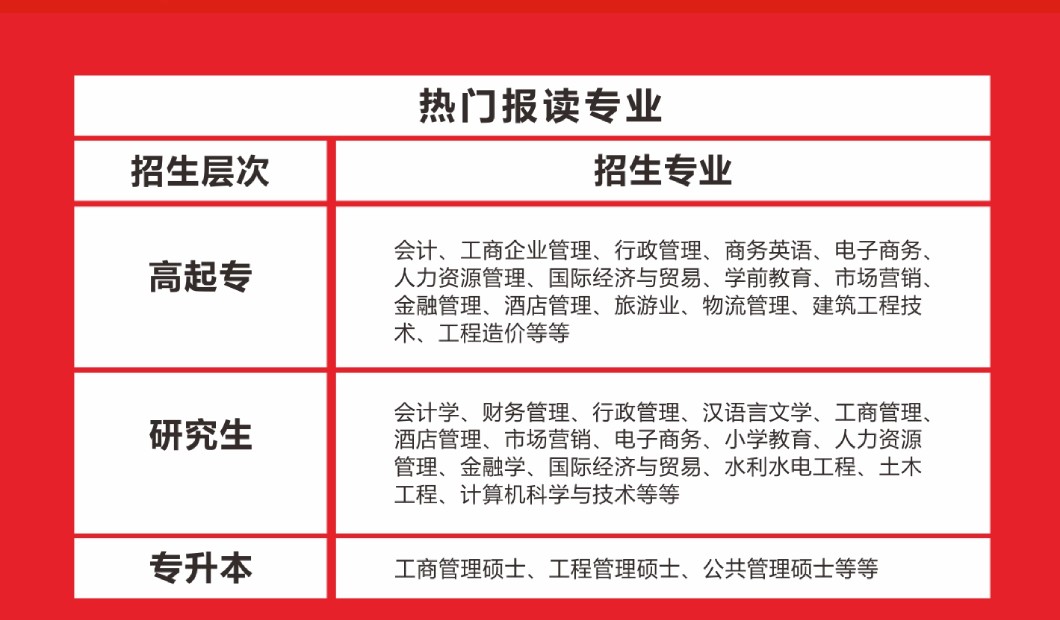 热门报读专业
招生层次
招生专业
高起专
会计、工商企业管理、行政管理、商务英语、电子商务、
人力资源管理、国际经济与贸易、学前教育、市场营销、
金融管理、酒店管理、旅游业、物流管理、建筑工程技
术、工程造价等等
研究生
会计学、财务管理、行政管理、汉语言文学、工商管理、
酒店管理、市场营销、电子商务、小学教育、人力资源
管理、金融学、国际经济与贸易、水利水电工程、土木
工程、计算机科学与技术等等
专升本
工商管理硕士、工程管理硕士、公共管理硕士等等